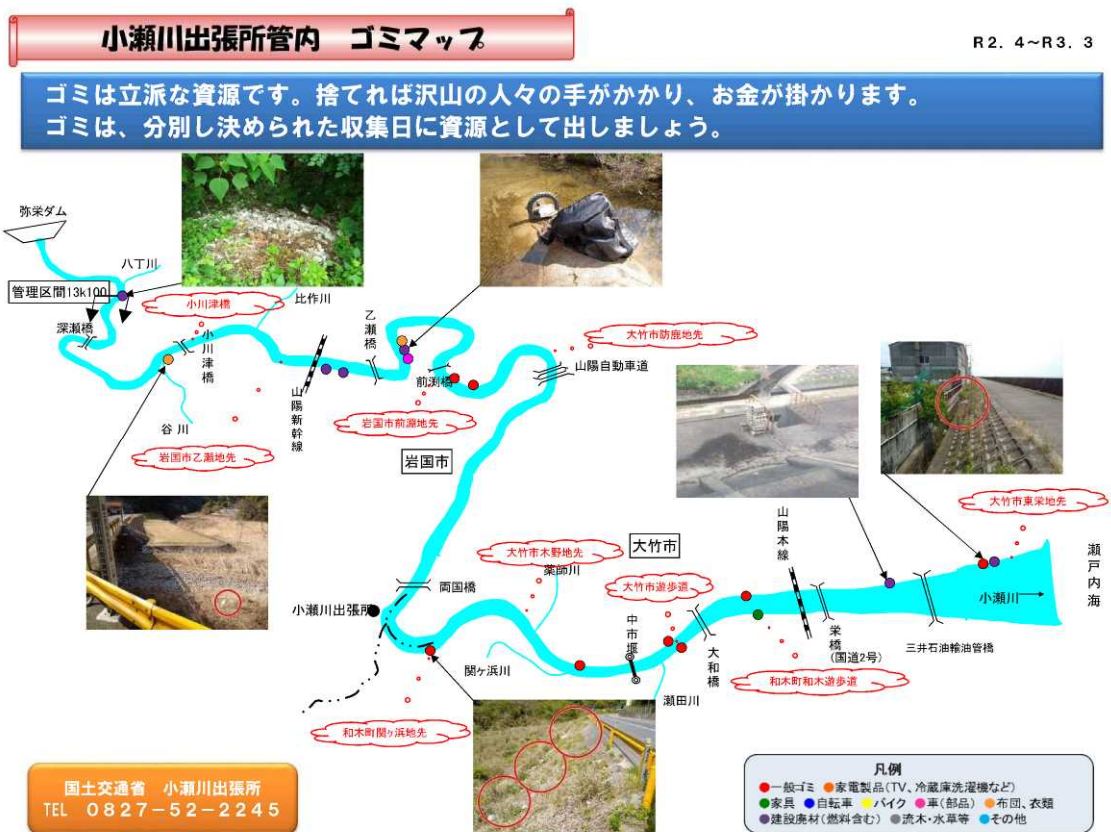 小瀬川出張所管内 ゴミマップ
R2. 4～R3. 3
ゴミは立派な資源です。捨てれば沢山の人々の手がかかり、お金が掛かります。
ゴミは、分別し決められた収集日に資源として出しましょう。
弥栄ダム
八丁川
管理区間13k100
深瀬橋
小川津橋
小川津橋
比作川
谷川
岩国市乙瀬地先
山陽新幹線
乙瀬橋
前渕橋
岩国市前淵地先
大竹市防鹿地先
山陽自動車道
岩国市
両国橋
小瀬川出張所
和木町関ヶ浜地先
関ヶ浜川
大竹市木野地先
薬師川
大竹市
大竹市遊歩道
中市堰
瀬田川
大和橋
和木町和木遊歩道
山陽本線
栄橋
(国道2号)
三井石油輸油管橋
大竹市東栄地先
小瀬川
瀬戸内海
国土交通省 小瀬川出張所
TEL 0827-52-2245
凡例
一般ゴミ 家電製品(TV、冷蔵庫洗濯機など)
家具 自転車 バイク 車(部品) 布団、衣類
建設廃材(燃料含む) 流木・水草等 その他